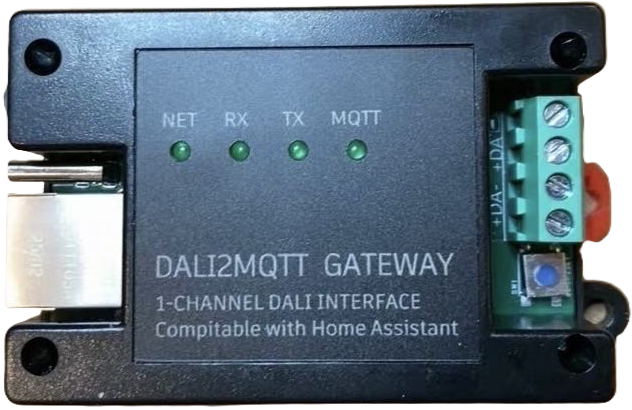 NET RX TX MQTT
+DA- +DA-
DALI2MQTT GATEWAY
1-CHANNEL DALI INTERFACE
Compitable with Home Assistant